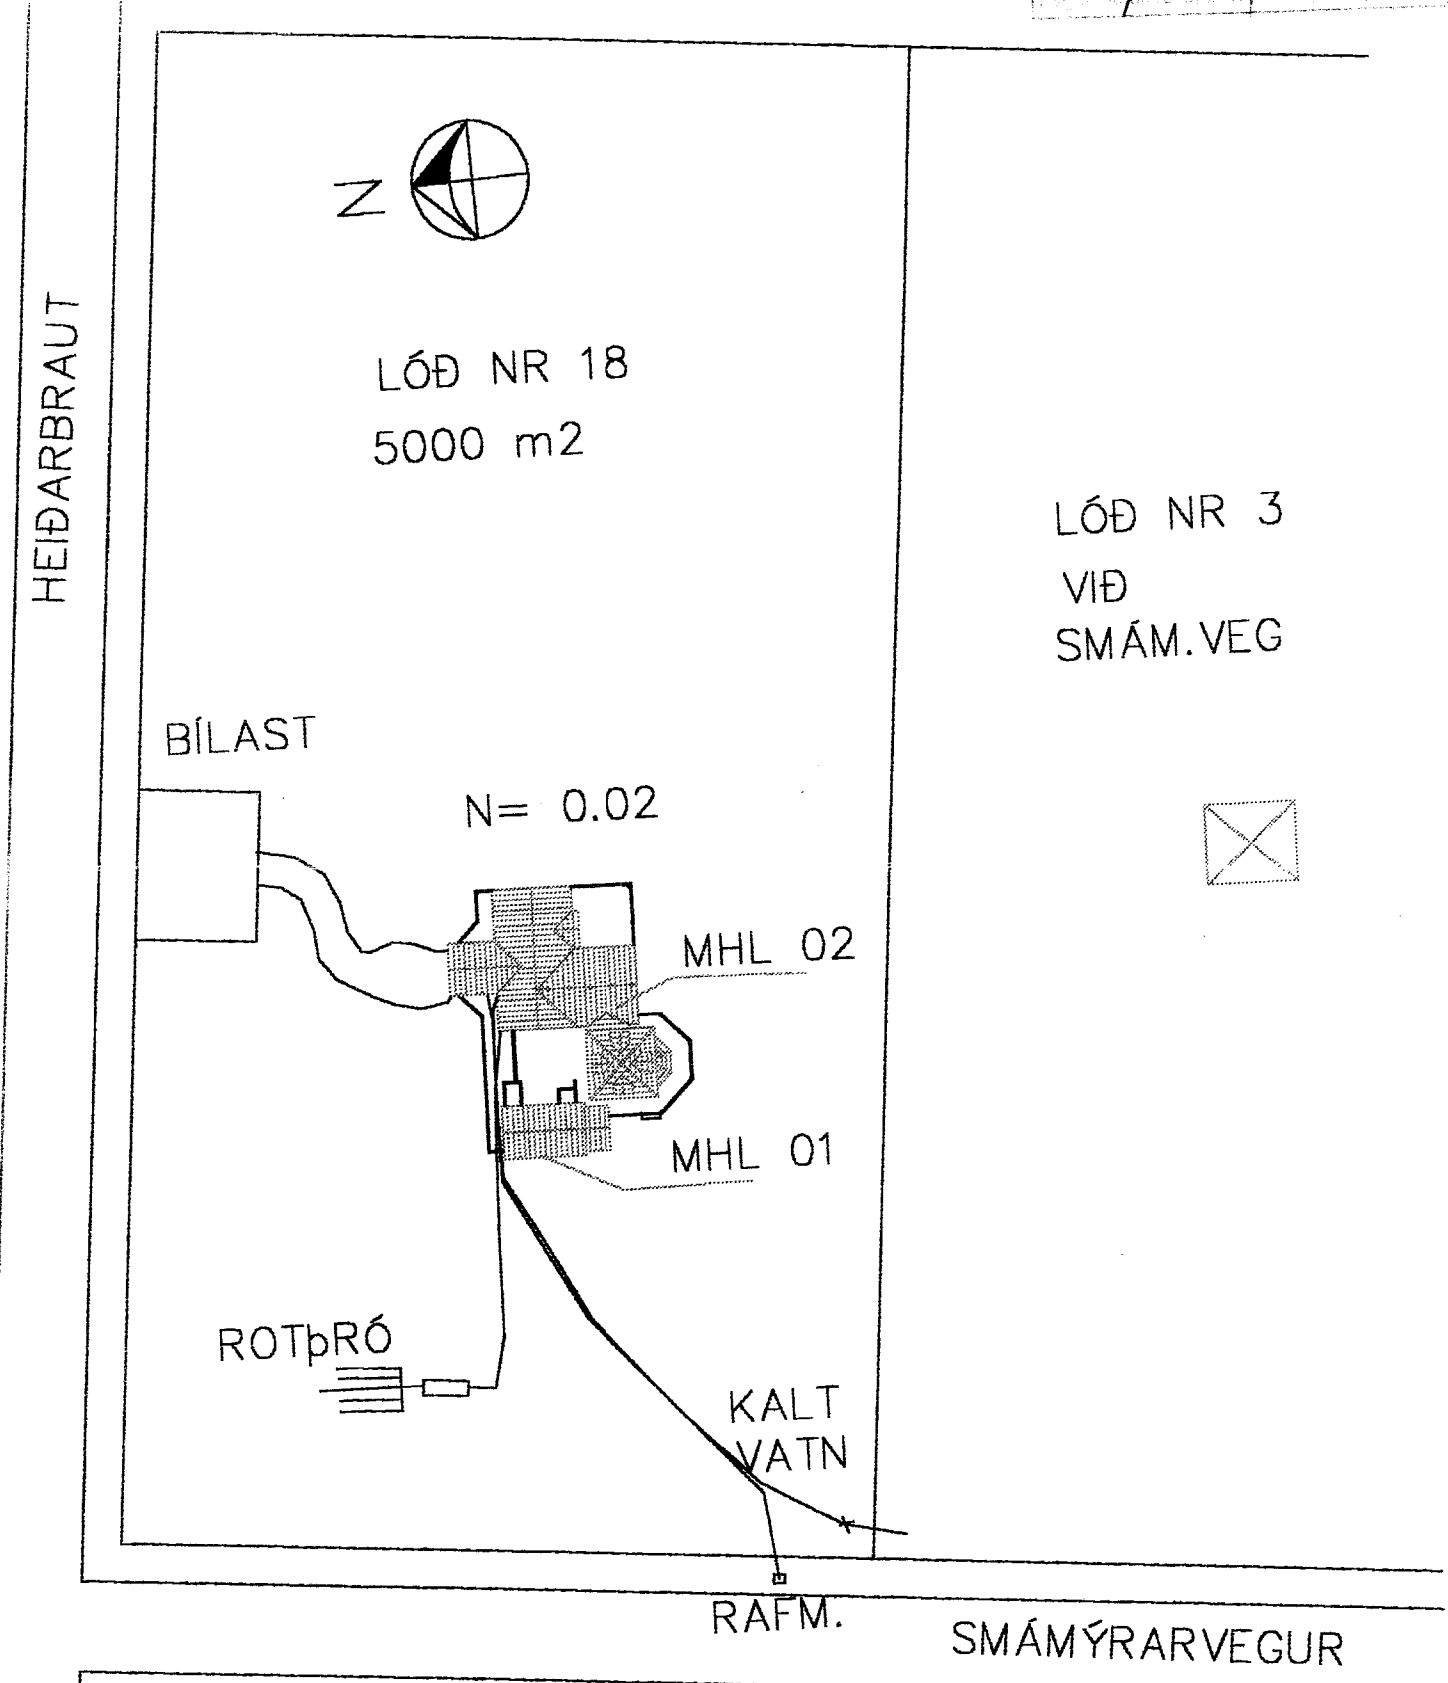 N
HEIÐARBRAUT
LÓÐ NR 18
5000 m2
LÓÐ NR 3
VIÐ
SMÁM.VEG
BÍLAST
N= 0.02
MHL 02
MHL 01
ROTþRÓ
KALT
VATN
RAFM.
SMÁMÝRARVEGUR